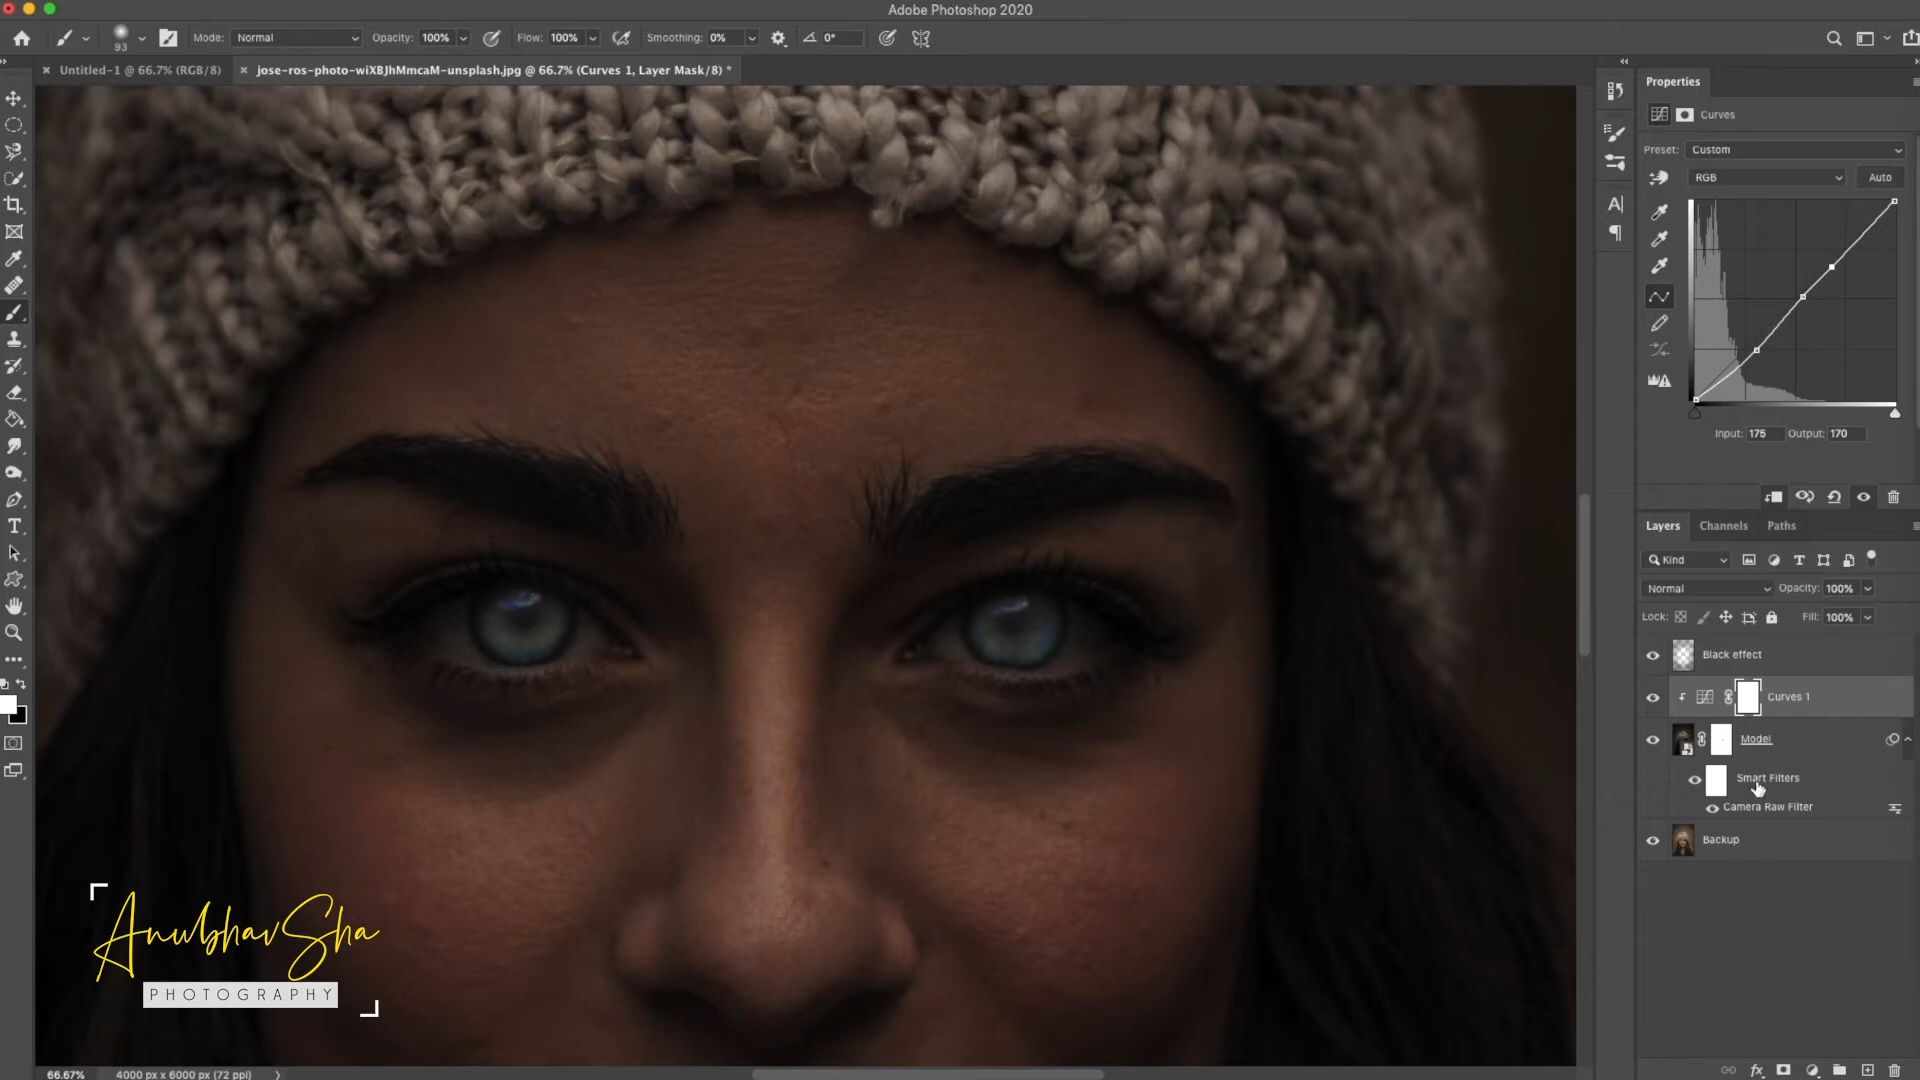 Adobe Photoshop 2020
93 Mode: Normal Opacity: 100% Flow: 100% Smoothing: 0% 0°
Untitled-1 @ 66.7% (RGB/8) jose-ros-photo-wiXBJhMmcaM-unsplash.jpg @ 66.7% (Curves 1, Layer Mask/8) *
Properties
Curves
Preset: Custom
RGB Auto
Input: 175 Output: 170
Layers Channels Paths
Kind
Normal Opacity: 100%
Lock: Fill: 100%
Black effect
Curves 1
Model
Smart Filters
Camera Raw Filter
Backup
AnubhavSha
PHOTOGRAPHY
66.67% 4000 px x 6000 px (72 ppi)